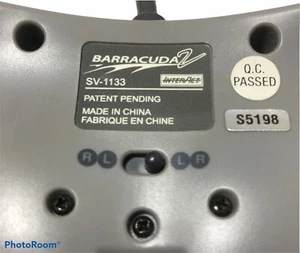 BARRACUDA 2
SV-1133 INTERACT
PATENT PENDING
MADE IN CHINA
FABRIQUE EN CHINE
Q.C.
PASSED
S5198
R L L R
PhotoRoom